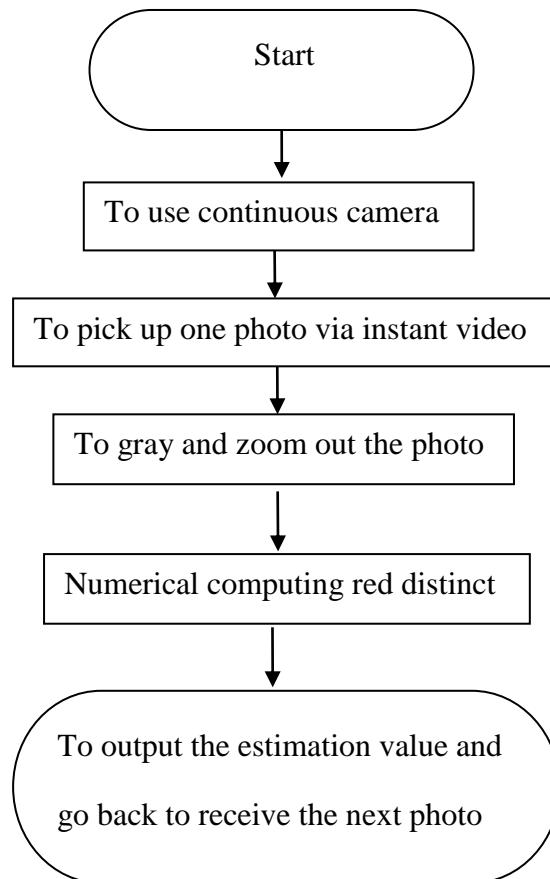 Start
To use continuous camera
To pick up one photo via instant video
To gray and zoom out the photo
Numerical computing red distinct
To output the estimation value and
go back to receive the next photo